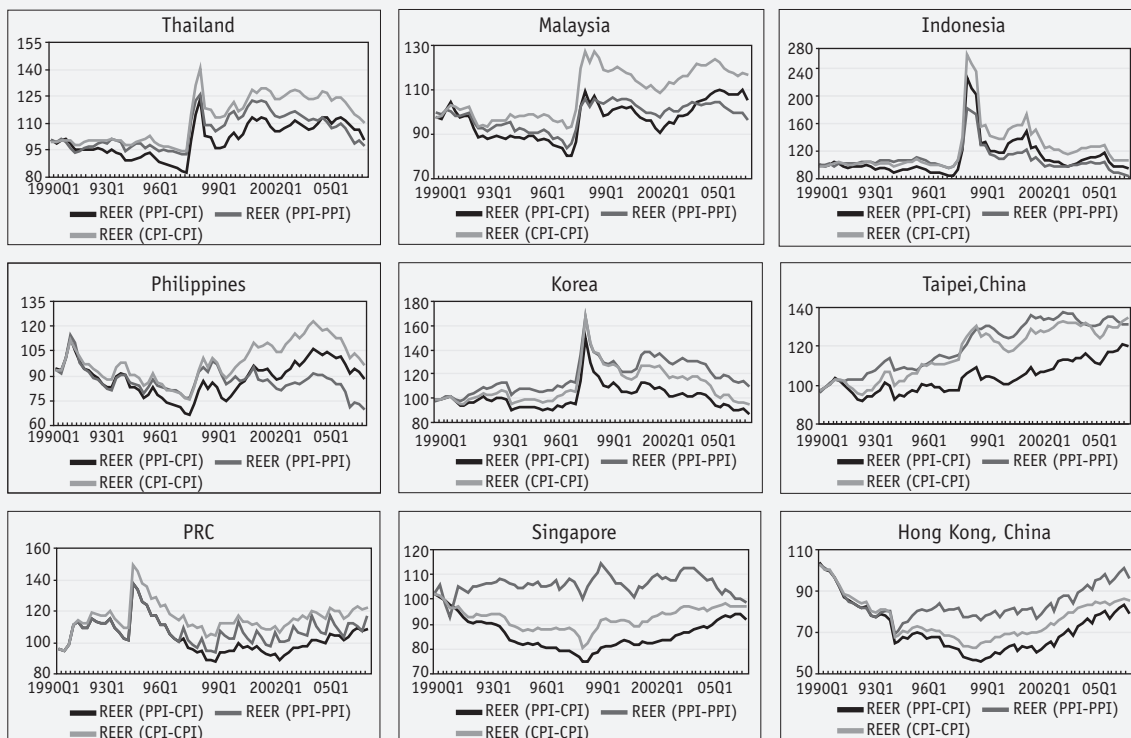 Thailand
155
140
125
110
95
80
1990Q1 93Q1 96Q1 99Q1 2002Q1 05Q1
REER (PPI-CPI) REER (PPI-PPI)
REER (CPI-CPI)
Malaysia
130
110
90
70
1990Q1 93Q1 96Q1 99Q1 2002Q1 05Q1
REER (PPI-CPI) REER (PPI-PPI)
REER (CPI-CPI)
Indonesia
280
240
200
160
120
80
1990Q1 93Q1 96Q1 99Q1 2002Q1 05Q1
REER (PPI-CPI) REER (PPI-PPI)
REER (CPI-CPI)
Philippines
135
120
105
90
75
60
1990Q1 93Q1 96Q1 99Q1 2002Q1 05Q1
REER (PPI-CPI) REER (PPI-PPI)
REER (CPI-CPI)
Korea
180
160
140
120
100
80
1990Q1 93Q1 96Q1 99Q1 2002Q1 05Q1
REER (PPI-CPI) REER (PPI-PPI)
REER (CPI-CPI)
Taipei,China
140
120
100
80
1990Q1 93Q1 96Q1 99Q1 2002Q1 05Q1
REER (PPI-CPI) REER (PPI-PPI)
REER (CPI-CPI)
PRC
160
140
120
100
80
1990Q1 93Q1 96Q1 99Q1 2002Q1 05Q1
REER (PPI-CPI) REER (PPI-PPI)
REER (CPI-CPI)
Singapore
120
110
100
90
80
70
1990Q1 93Q1 96Q1 99Q1 2002Q1 05Q1
REER (PPI-CPI) REER (PPI-PPI)
REER (CPI-CPI)
Hong Kong, China
110
90
70
50
1990Q1 93Q1 96Q1 99Q1 2002Q1 05Q1
REER (PPI-CPI) REER (PPI-PPI)
REER (CPI-CPI)